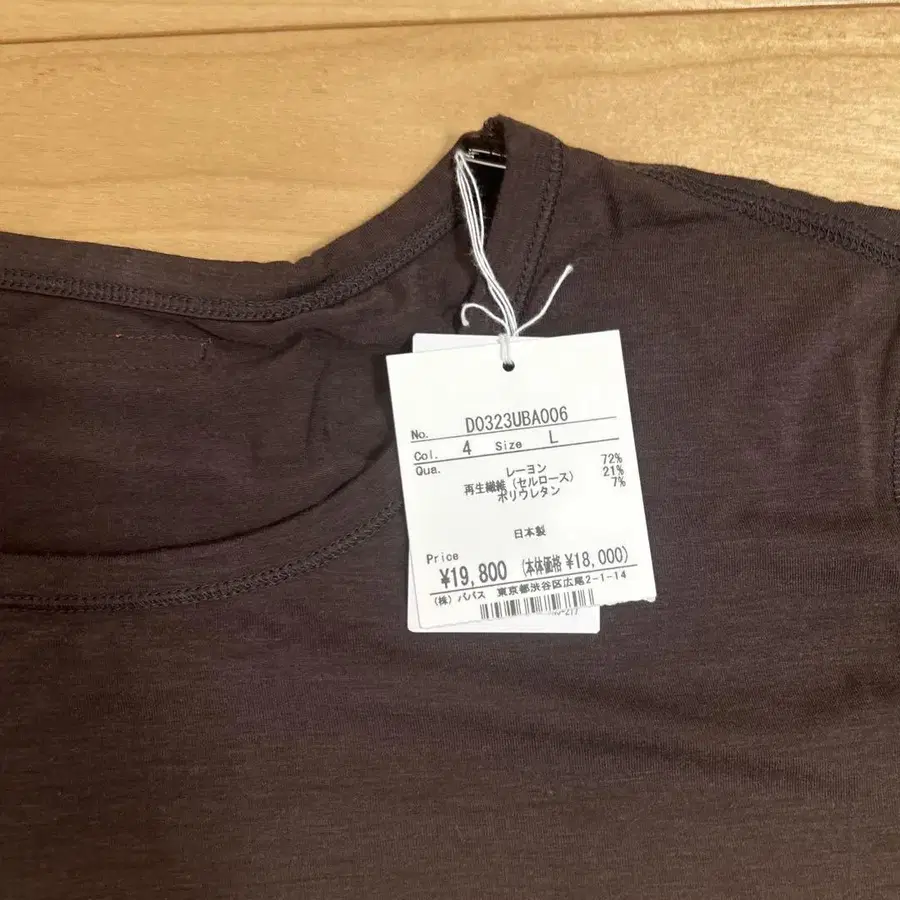 No. D0323UBA006
Col. 4 Size L
Qua.
レーヨン 72%
再生繊維 (セルロース) 21%
ポリウレタン 7%
日本製
Price
¥19,800 (本体価格 ¥18,000)
(株) パパス 東京都渋谷区広尾2-1-14